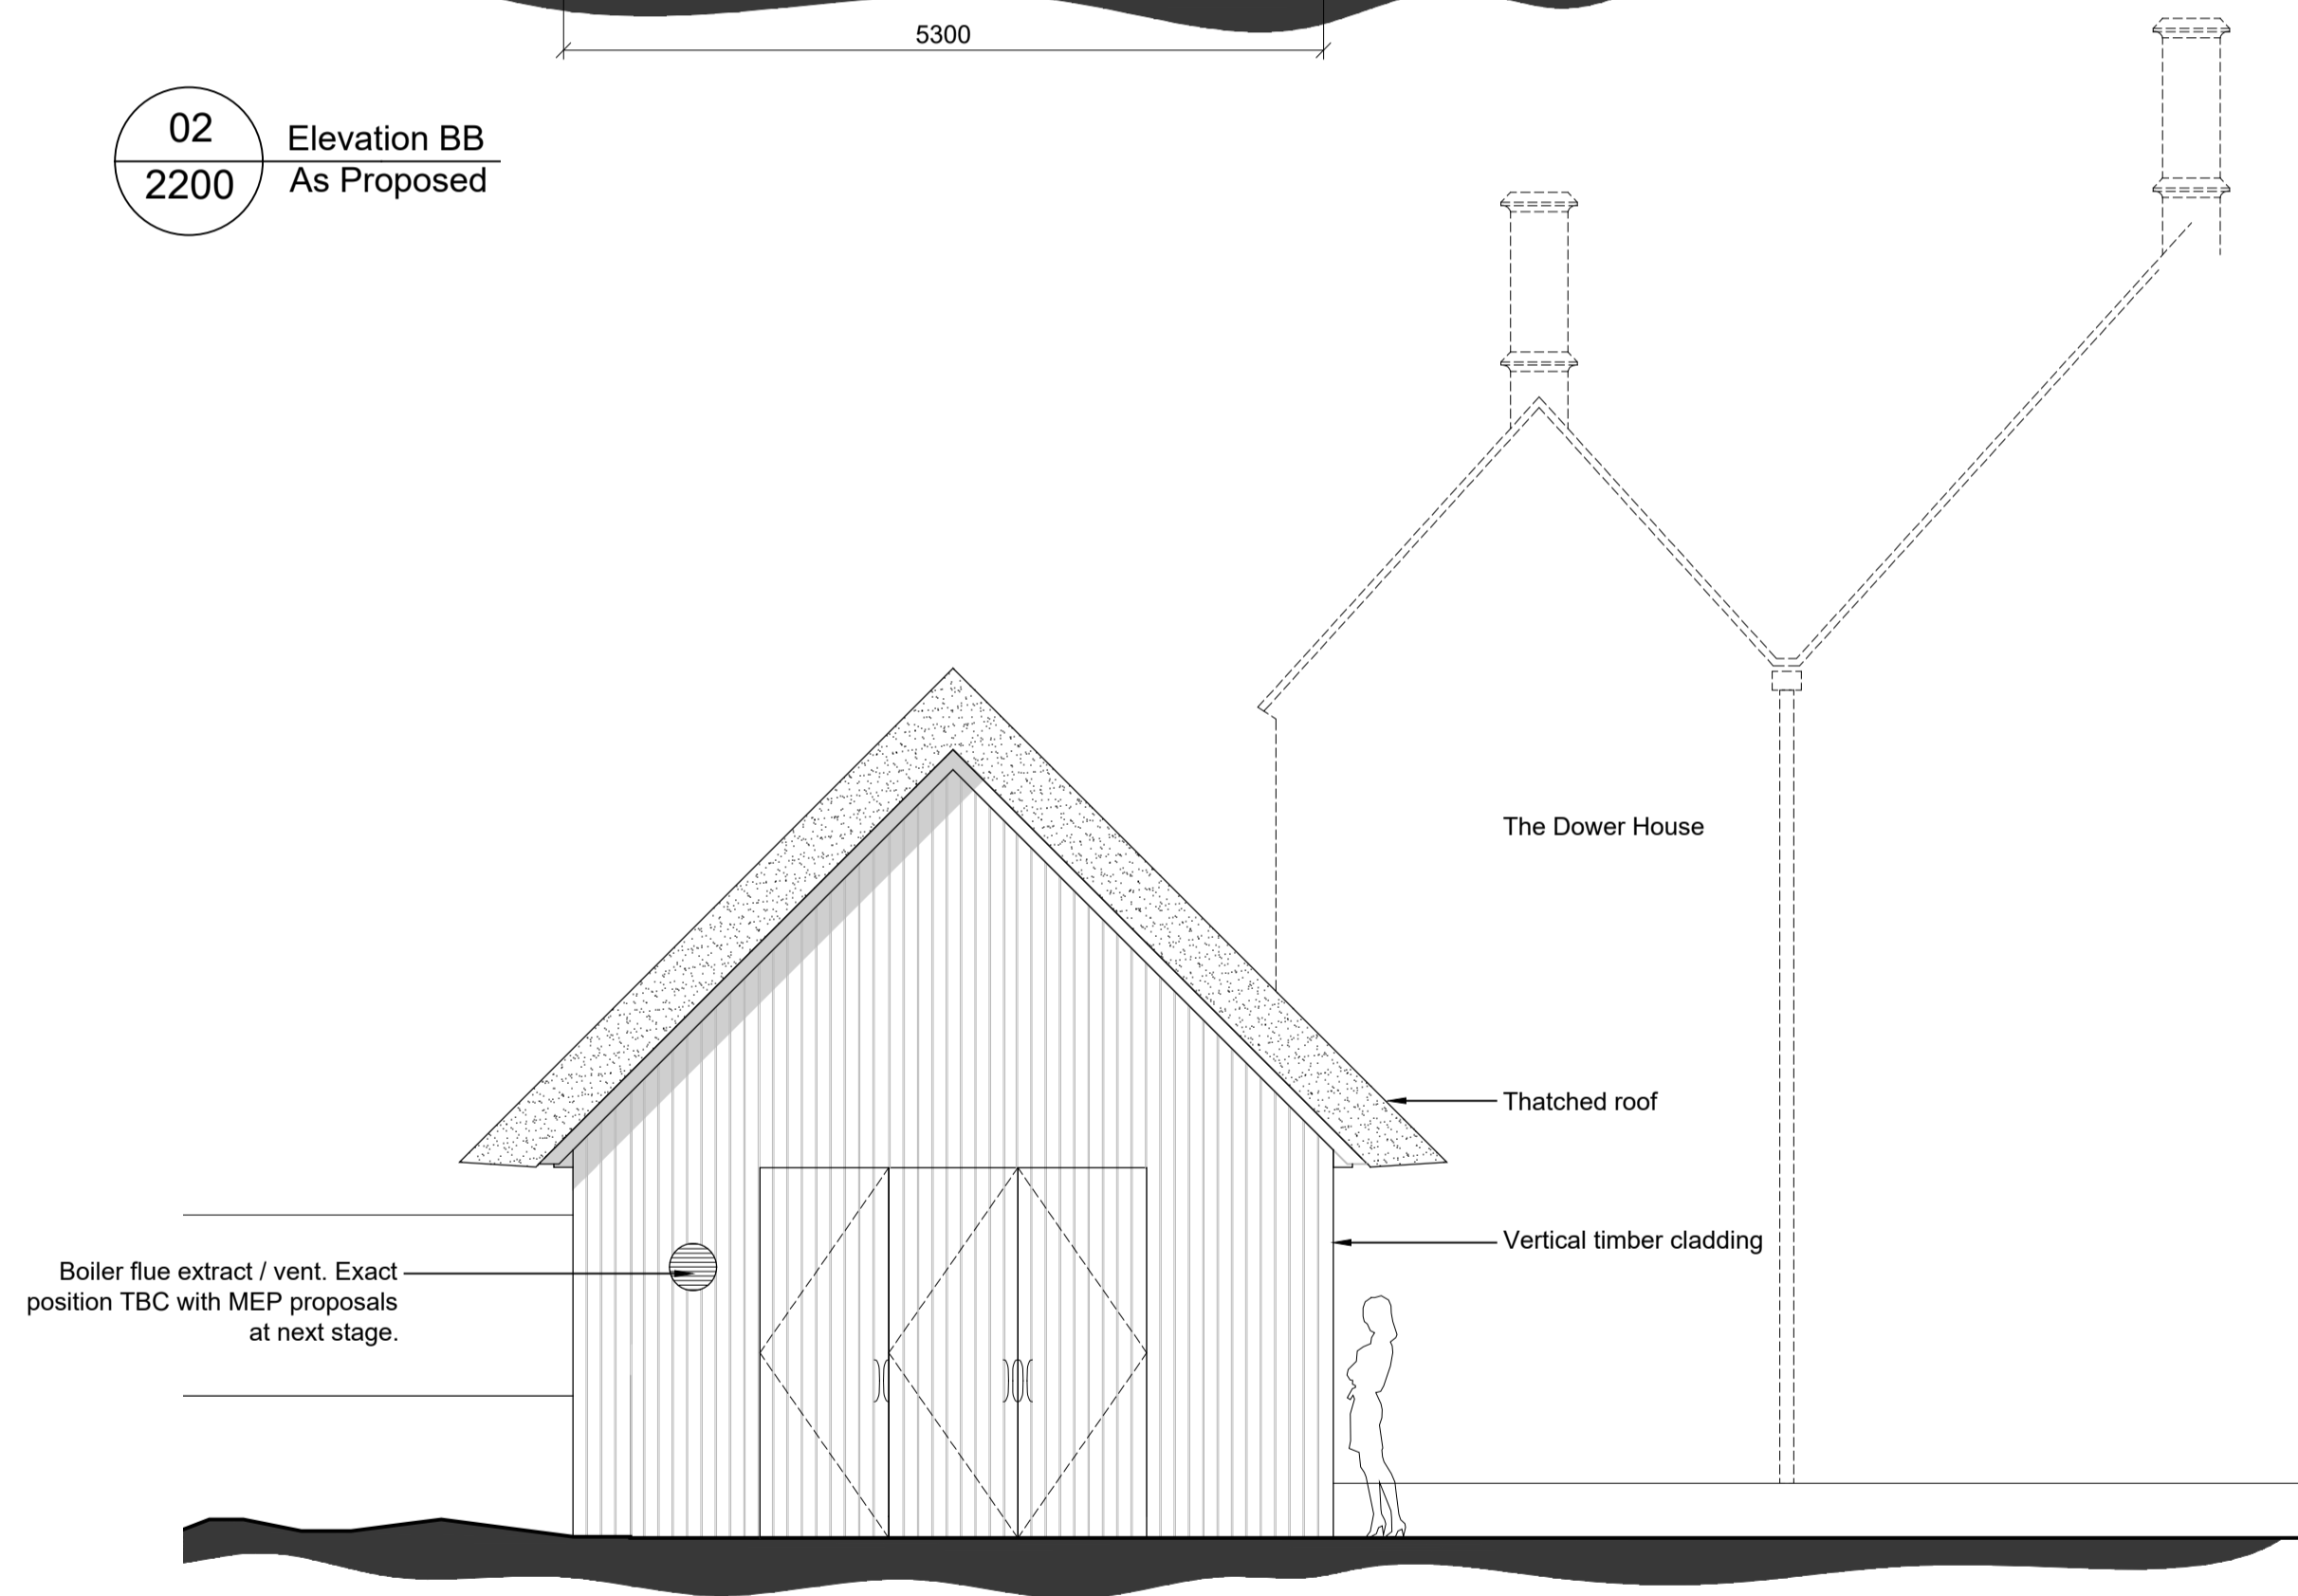 5300
02
2200
Elevation BB
As Proposed
The Dower House
Thatched roof
Vertical timber cladding
Boiler flue extract / vent. Exact
position TBC with MEP proposals
at next stage.